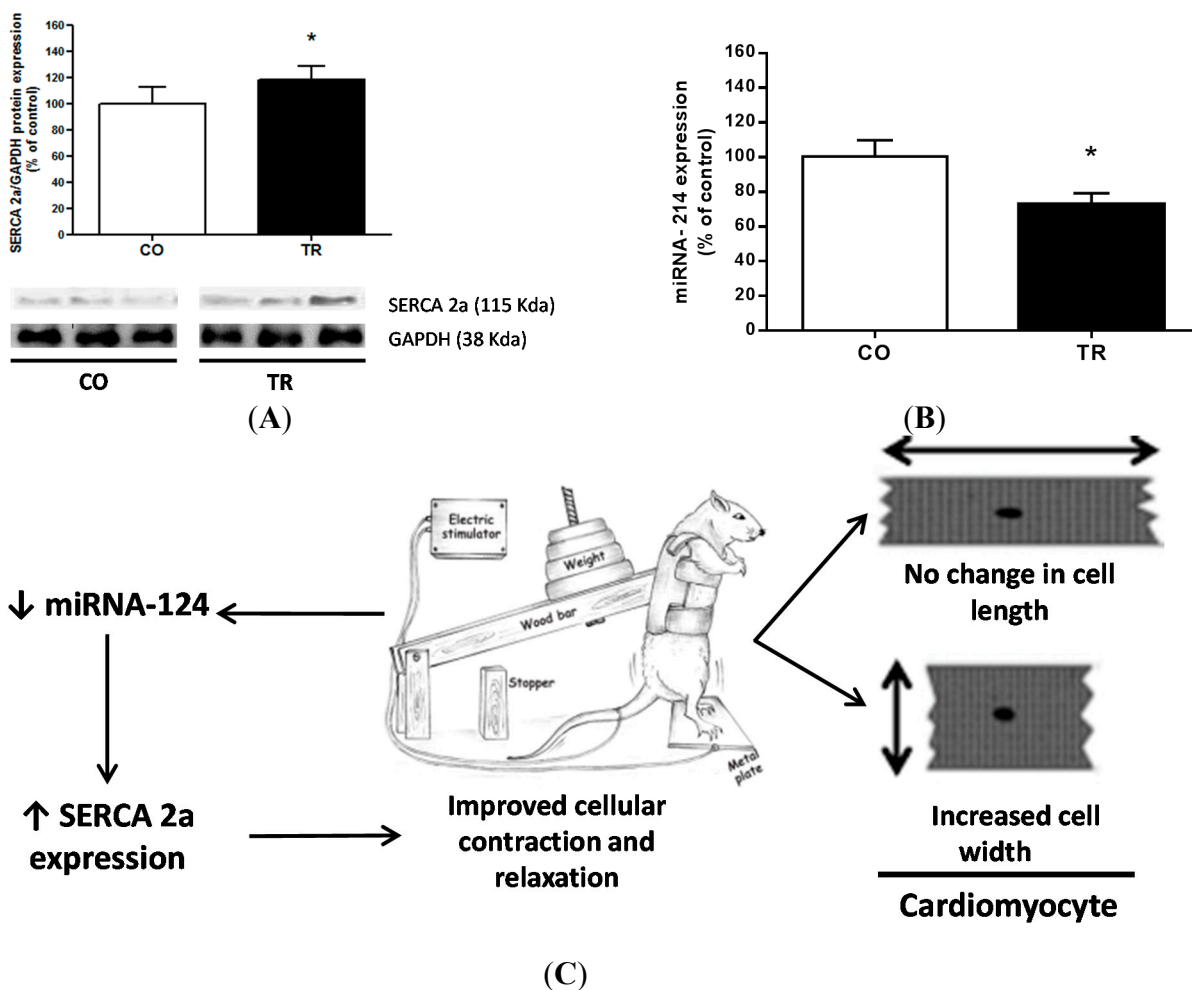 SERCA 2a/GAPDH protein expression
(% of control)
160
140
120
100
80
60
40
20
0
*
CO
TR
SERCA 2a (115 Kda)
GAPDH (38 Kda)
CO
TR
(A)
miRNA- 214 expression
(% of control)
160
140
120
100
80
60
40
20
0
*
CO
TR
(B)
↓ miRNA-124
↑ SERCA 2a
expression
Electric
stimulator
Weight
Wood bar
Stopper
Metal
plate
Improved cellular
contraction and
relaxation
No change in cell
length
Increased cell
width
Cardiomyocyte
(C)